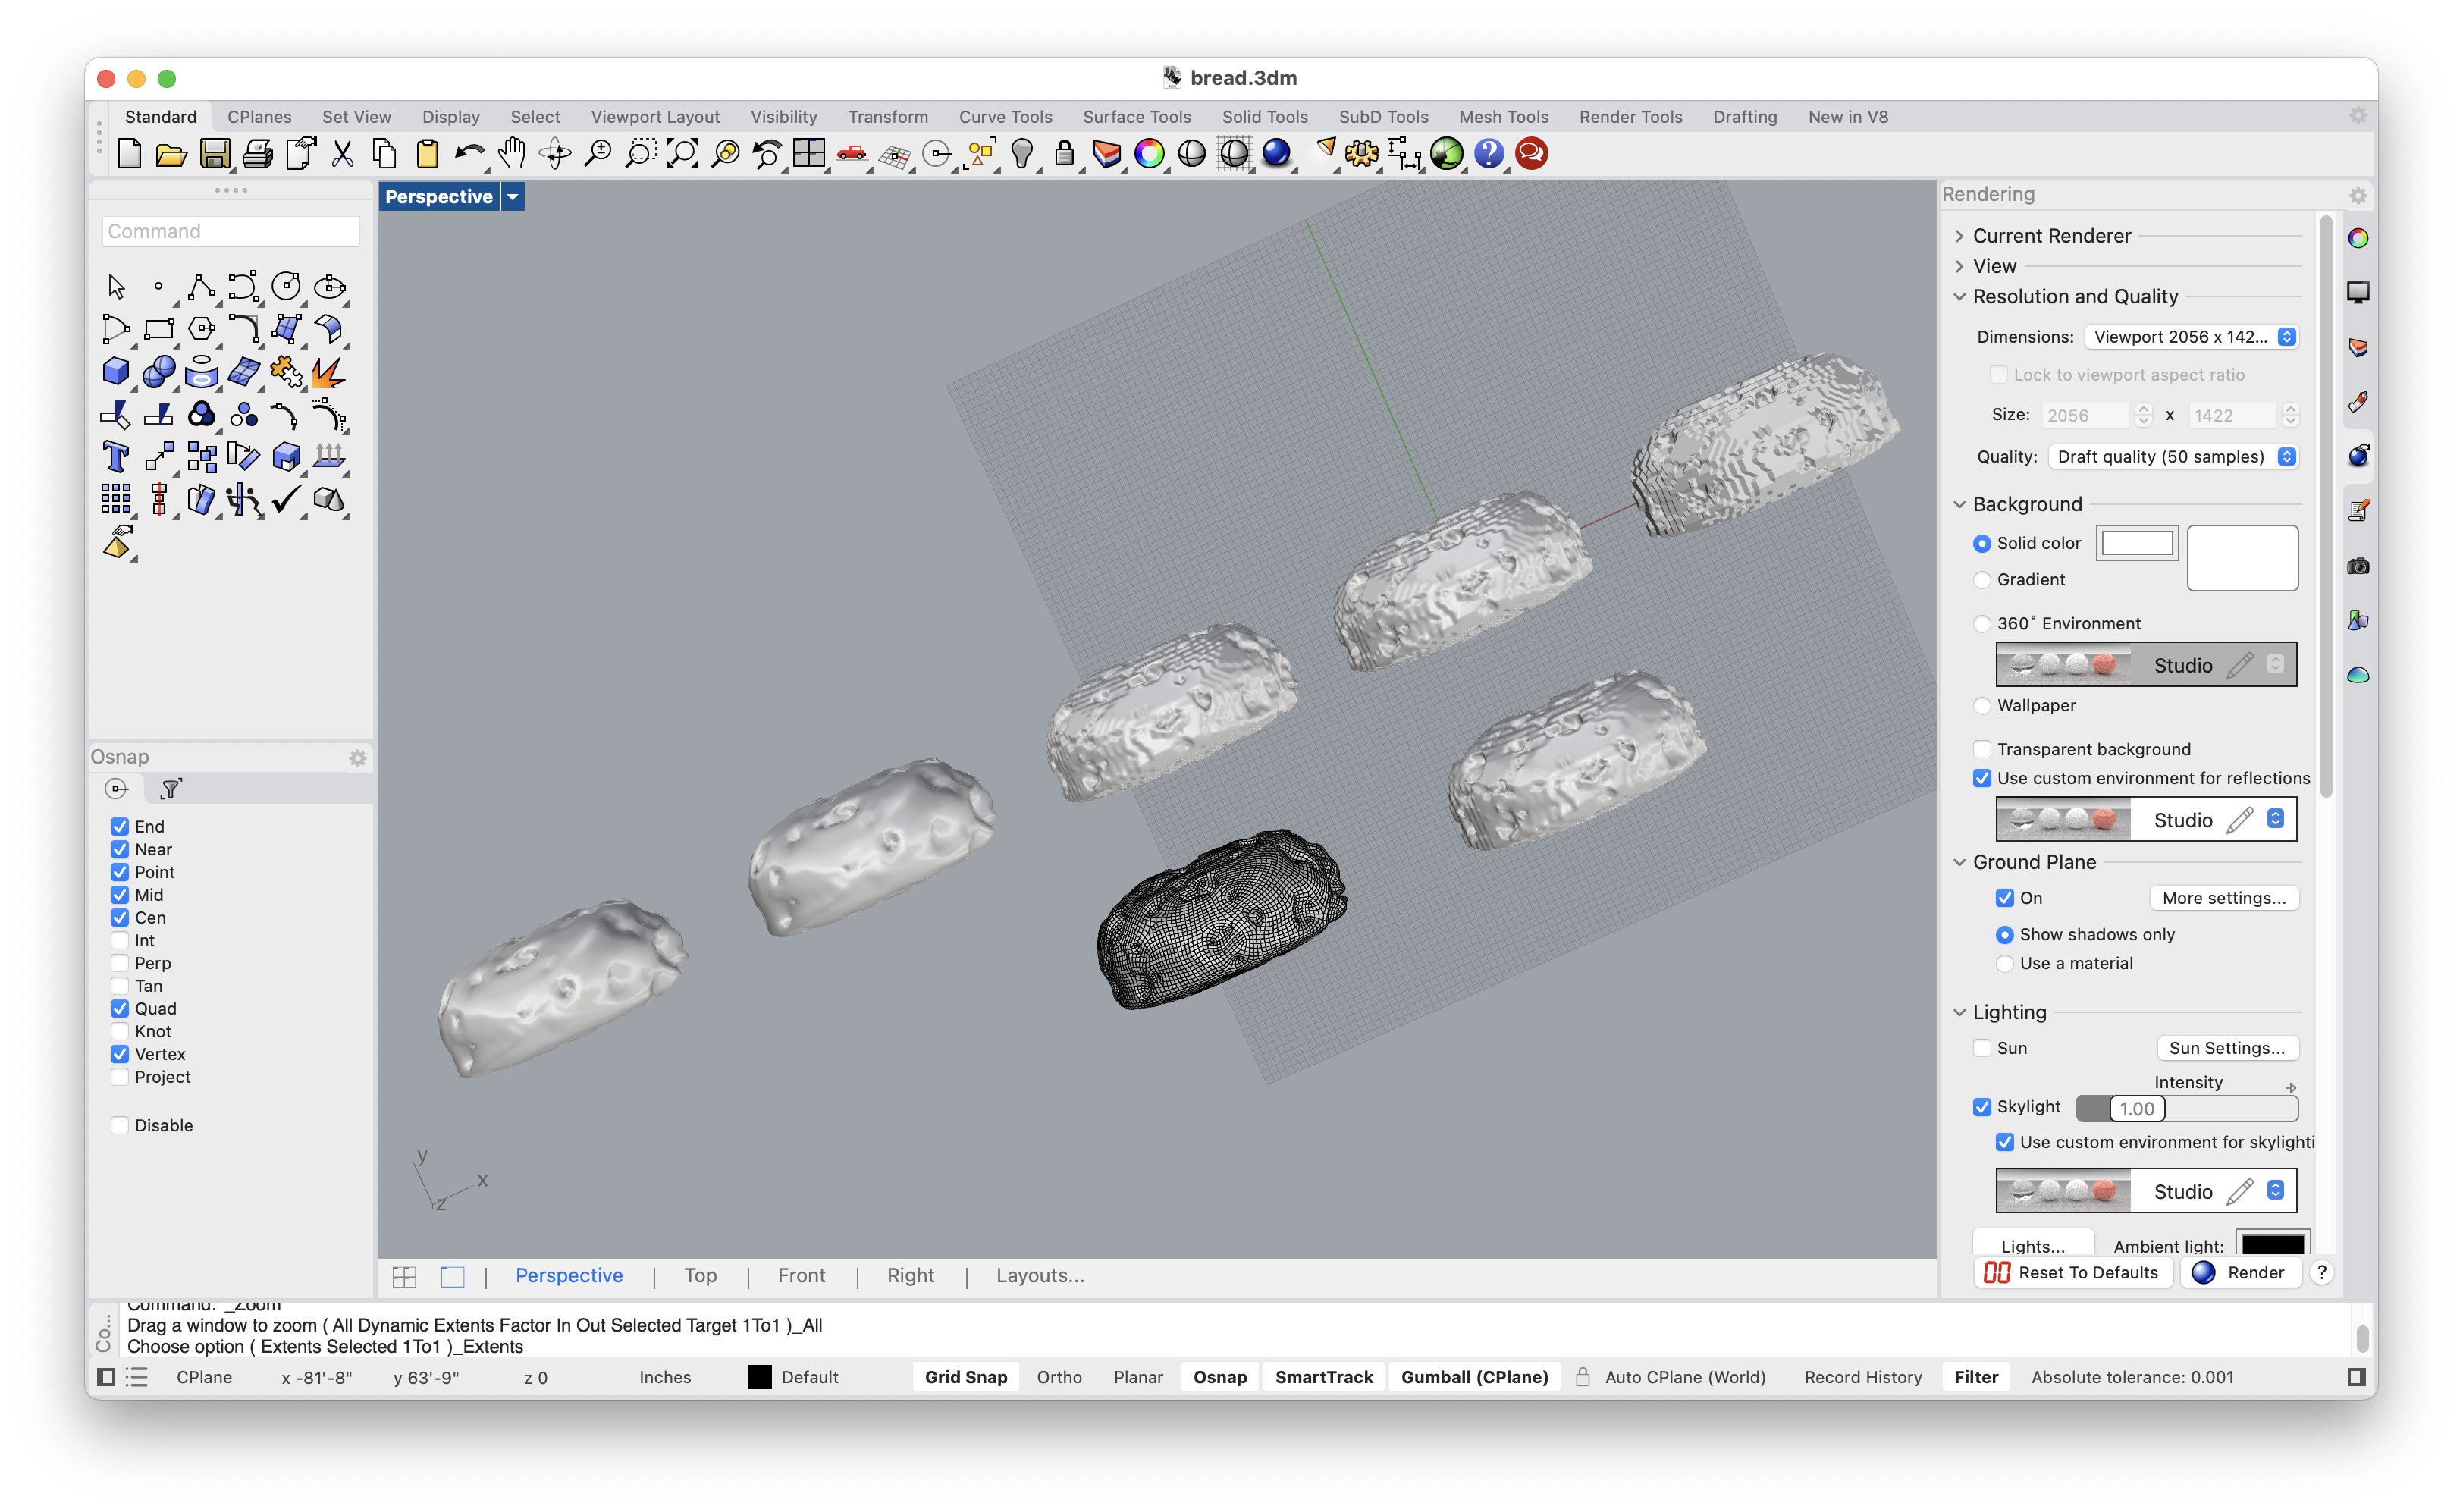 bread.3dm
Standard CPlanes Set View Display Select Viewport Layout Visibility Transform Curve Tools Surface Tools Solid Tools SubD Tools Mesh Tools Render Tools Drafting New in V8
Perspective
Command
Osnap
End
Near
Point
Mid
Cen
Int
Perp
Tan
Quad
Knot
Vertex
Project
Disable
y
x
z
Rendering
Current Renderer
View
Resolution and Quality
Dimensions: Viewport 2056 x 142...
Lock to viewport aspect ratio
Size: 2056 x 1422
Quality: Draft quality (50 samples)
Background
Solid color
Gradient
360° Environment
Studio
Wallpaper
Transparent background
Use custom environment for reflections
Studio
Ground Plane
On More settings...
Show shadows only
Use a material
Lighting
Sun Sun Settings...
Intensity
Skylight 1.00
Use custom environment for skylighti
Studio
Lights... Ambient light:
Reset To Defaults Render ?
Perspective | Top | Front | Right | Layouts...
Co...
Command: _Zoom
Drag a window to zoom ( All Dynamic Extents Factor In Out Selected Target 1To1 )_All
Choose option ( Extents Selected 1To1 )_Extents
CPlane x -81'-8" y 63'-9" z 0 Inches Default Grid Snap Ortho Planar Osnap SmartTrack Gumball (CPlane) Auto CPlane (World) Record History Filter Absolute tolerance: 0.001